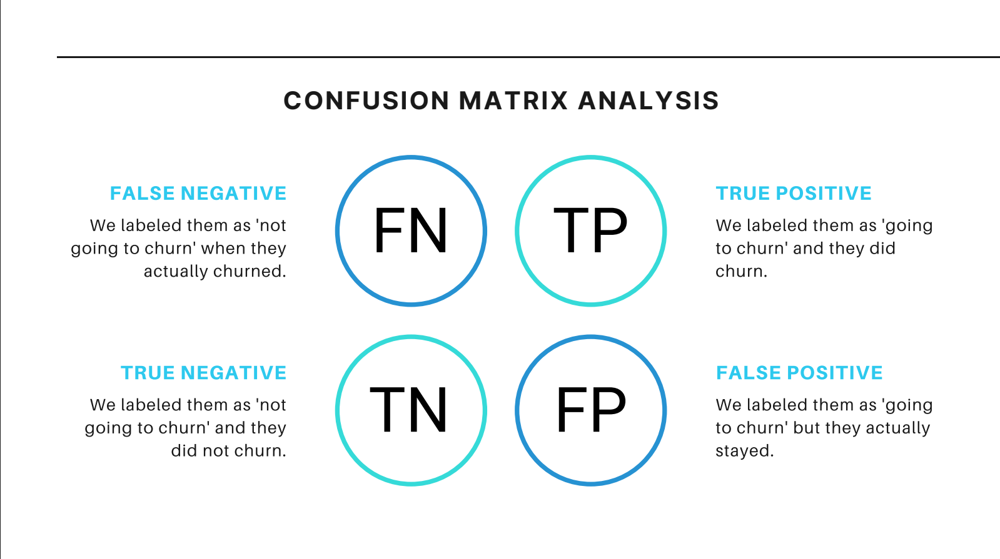 CONFUSION MATRIX ANALYSIS
FALSE NEGATIVE
We labeled them as 'not
going to churn' when they
actually churned.
FN
TP
TRUE POSITIVE
We labeled them as 'going
to churn' and they did
churn.
TRUE NEGATIVE
We labeled them as 'not
going to churn' and they
did not churn.
TN
FP
FALSE POSITIVE
We labeled them as 'going
to churn' but they actually
stayed.